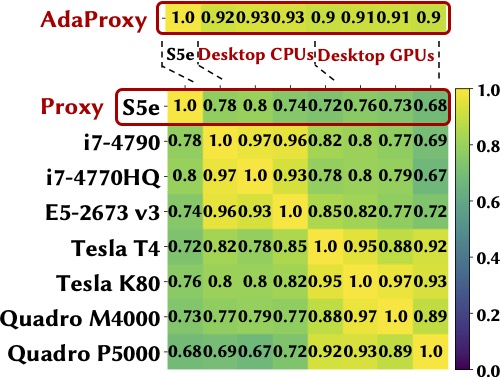 AdaProxy 1.0 0.92 0.93 0.93 0.9 0.91 0.91 0.9
S5e Desktop CPUs Desktop GPUs
Proxy S5e 1.0 0.78 0.8 0.74 0.72 0.76 0.73 0.68 1.0
i7-4790 0.78 1.0 0.97 0.96 0.82 0.8 0.77 0.69 0.8
i7-4770HQ 0.8 0.97 1.0 0.93 0.78 0.8 0.79 0.67
E5-2673 v3 0.74 0.96 0.93 1.0 0.85 0.82 0.77 0.72 0.6
Tesla T4 0.72 0.82 0.78 0.85 1.0 0.95 0.88 0.92 0.4
Tesla K80 0.76 0.8 0.8 0.82 0.95 1.0 0.97 0.93
Quadro M4000 0.73 0.77 0.79 0.77 0.88 0.97 1.0 0.89 0.2
Quadro P5000 0.68 0.69 0.67 0.72 0.92 0.93 0.89 1.0 0.0